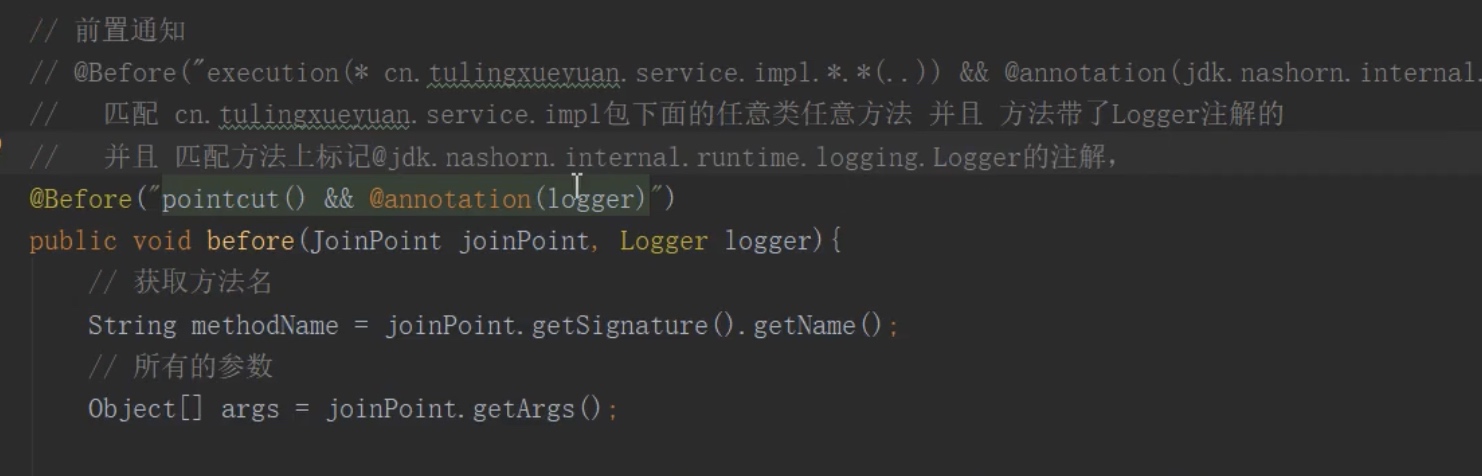 // 前置通知
// @Before("execution(* cn.tulingxueyuan.service.impl.*.*(..)) && @annotation(jdk.nashorn.internal.
//   匹配 cn.tulingxueyuan.service.impl包下面的任意类任意方法 并且 方法带了Logger注解的
//   并且 匹配方法上标记@jdk.nashorn.internal.runtime.logging.Logger的注解,
@Before("pointcut() && @annotation(logger)")
public void before(JoinPoint joinPoint, Logger logger){
// 获取方法名
String methodName = joinPoint.getSignature().getName();
// 所有的参数
Object[] args = joinPoint.getArgs();